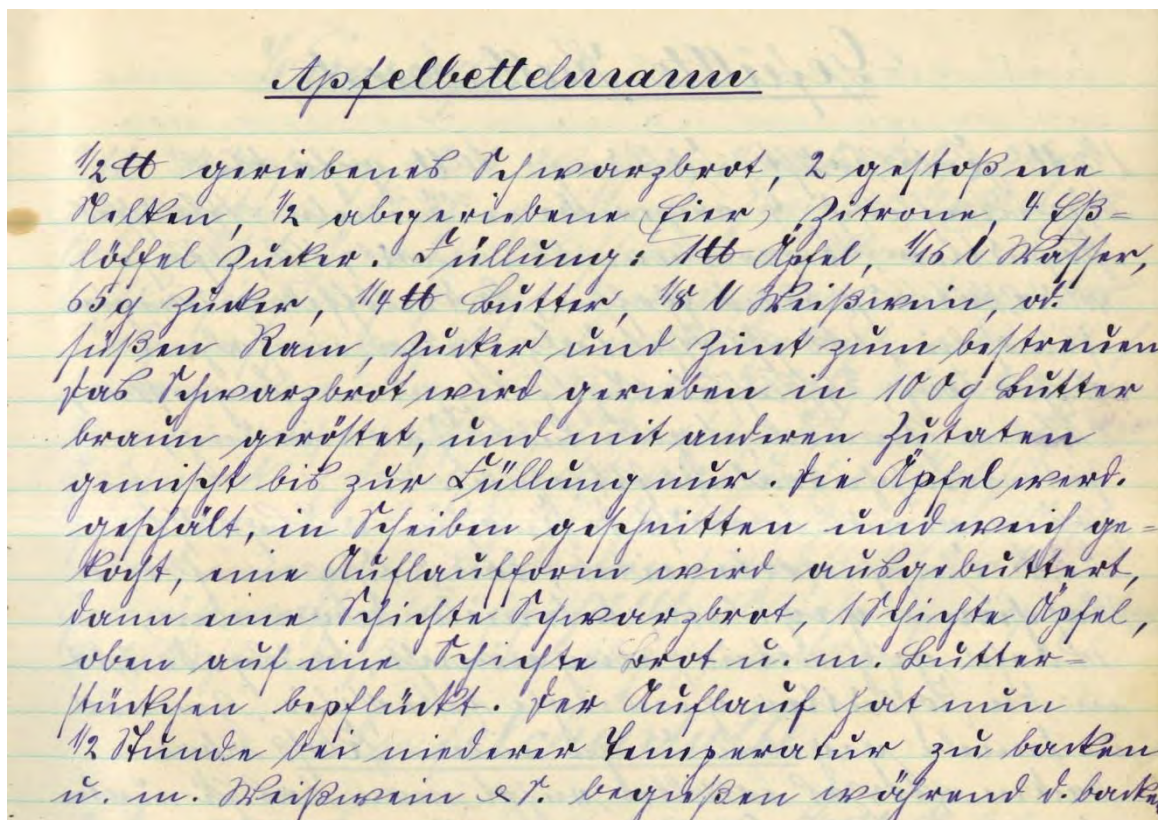 Apfelbettelmann
1/2 ℔ geriebenes Schwarzbrot, 2 gestoßene
Nelken, 1/2 abgeriebene (Eier) Zitrone, 4 Eß=
löffel Zucker. Füllung: 1 ℔ Äpfel, 1/16 l Wasser,
65 g Zucker, 1/4 ℔ Butter, 1/8 l Weißwein, od.
süßen Ram, Zucker und Zimt zum bestreuen
Das Schwarzbrot wird gerieben in 100 g Butter
braun geröstet, und mit anderen Zutaten
gemischt bis zur Füllung nur. Die Äpfel werd.
geschält, in Scheiben geschnitten und weich ge=
kocht, eine Auflaufform wird ausgebuttert,
dann eine Schichte Schwarzbrot, 1 Schichte Äpfel,
oben auf eine Schichte Brot u. m. Butter=
stückchen bepflückt. Der Auflauf hat nun
1/2 Stunde bei niederer Temperatur zu backen
u. m. Weißwein begießen während d. backen